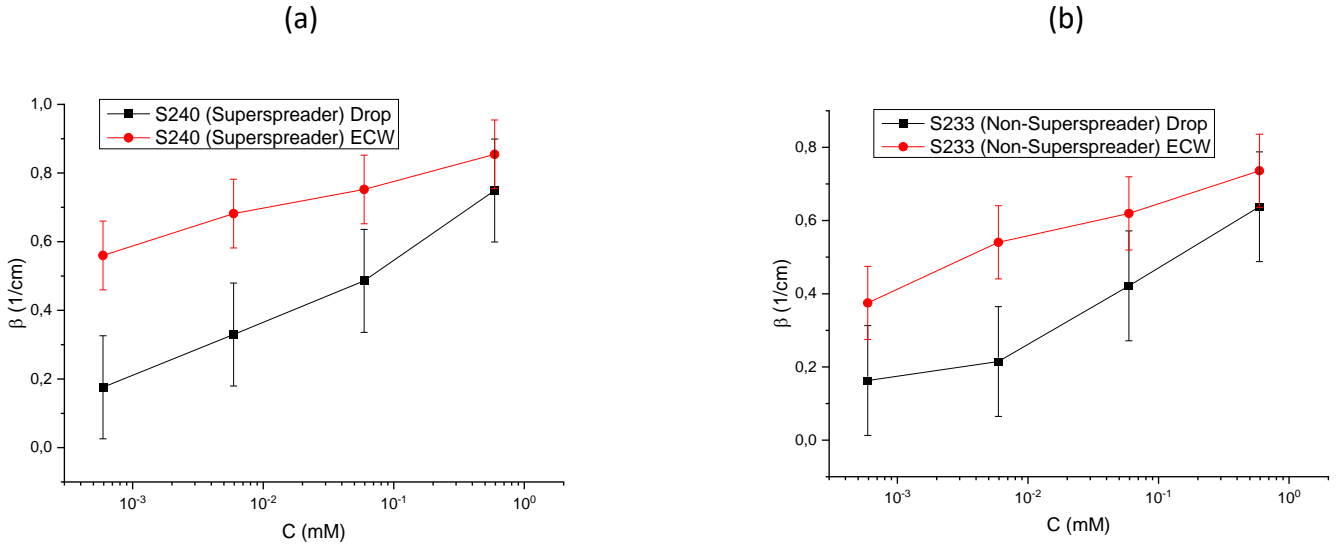 (a)
S240 (Superspreader) Drop
S240 (Superspreader) ECW
1,0
0,8
0,6
0,4
0,2
0,0
β (1/cm)
10⁻³ 10⁻² 10⁻¹ 10⁰
C (mM)
(b)
S233 (Non-Superspreader) Drop
S233 (Non-Superspreader) ECW
0,8
0,6
0,4
0,2
0,0
β (1/cm)
10⁻³ 10⁻² 10⁻¹ 10⁰
C (mM)